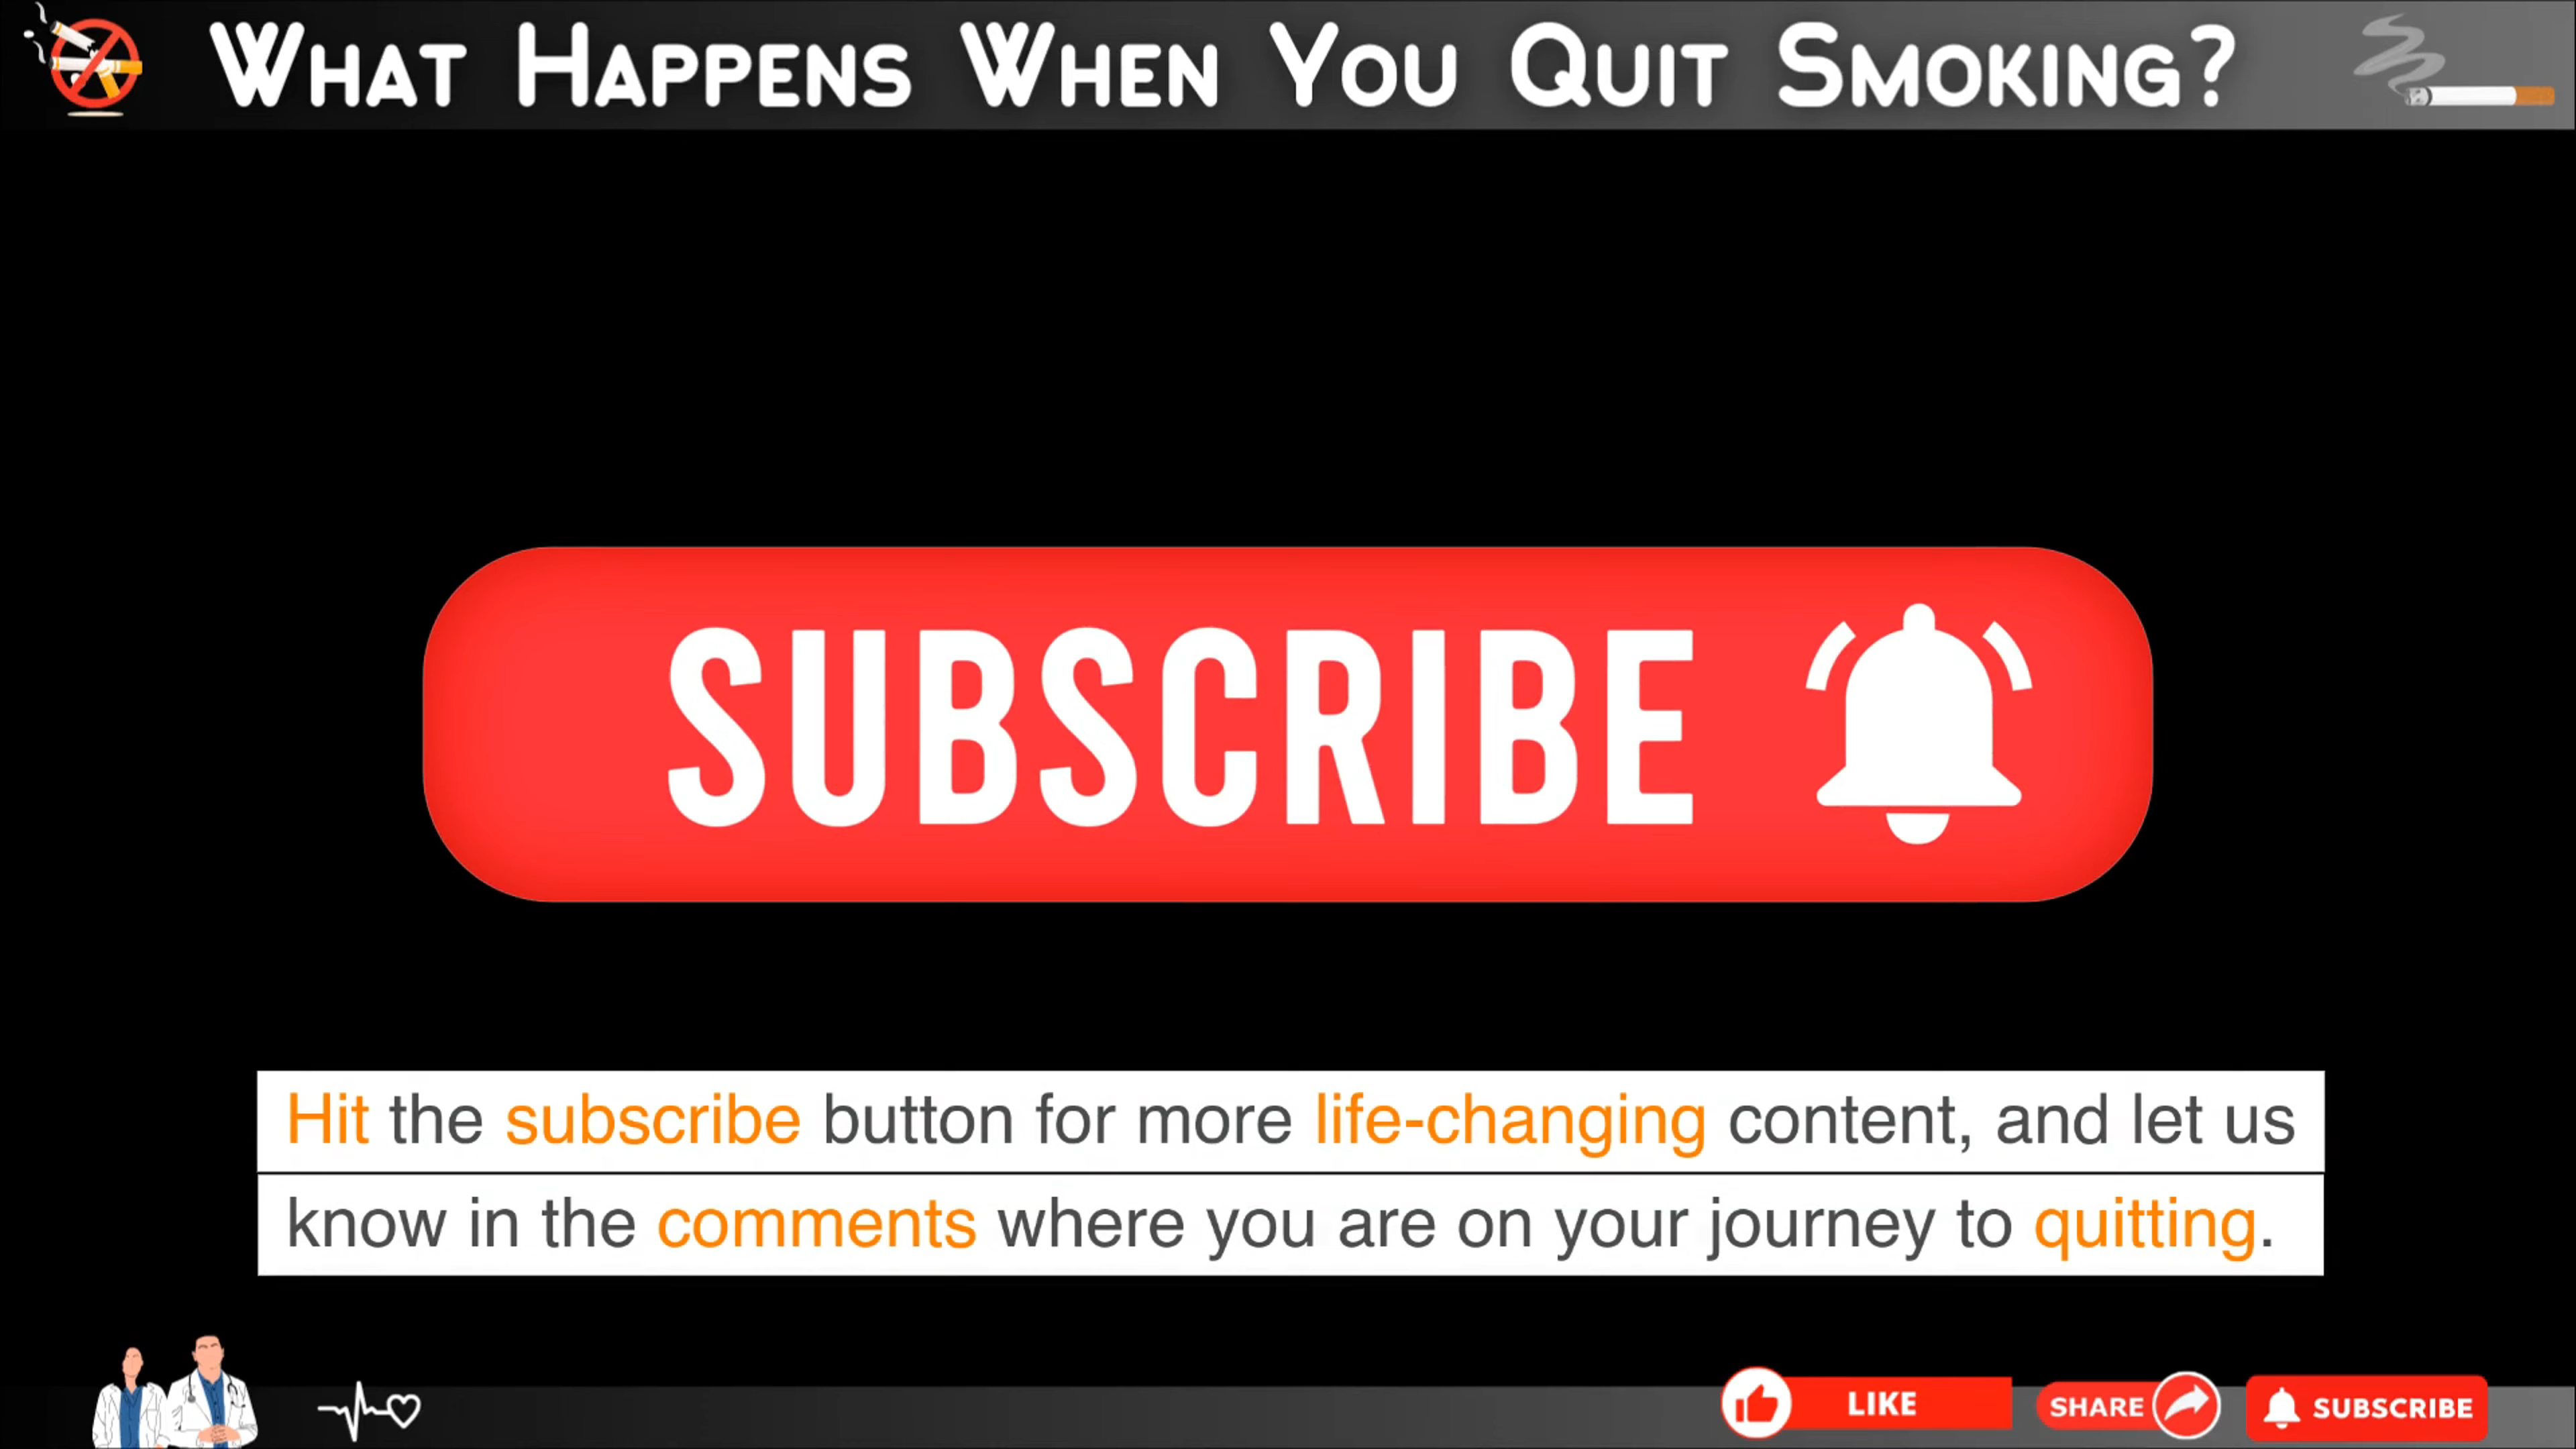 What Happens When You Quit Smoking?
SUBSCRIBE
Hit the subscribe button for more life-changing content, and let us
know in the comments where you are on your journey to quitting.
LIKE
SHARE
SUBSCRIBE